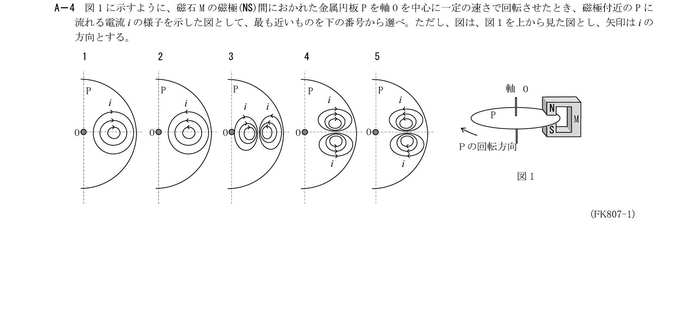 A－4 図1に示すように、磁石Mの磁極(NS)間におかれた金属円板Pを軸Oを中心に一定の速さで回転させたとき、磁極付近のPに
流れる電流iの様子を示した図として、最も近いものを下の番号から選べ。ただし、図は、図1を上から見た図とし、矢印はiの
方向とする。
1 2 3 4 5
P i O
P i O
P i i O
P i i O
P i i O
軸 O
N
P M
S
Pの回転方向
図1
(FK807-1)